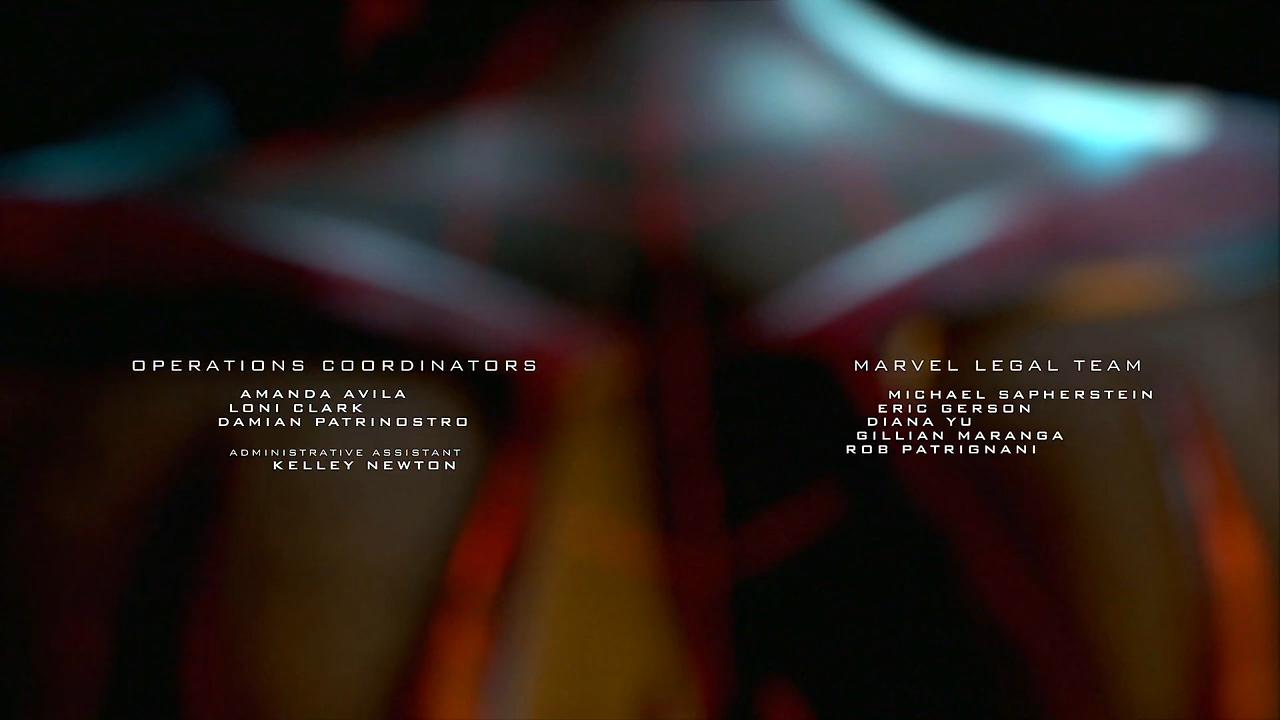 OPERATIONS COORDINATORS
AMANDA AVILA
LONI CLARK
DAMIAN PATRINOSTRO
ADMINISTRATIVE ASSISTANT
KELLEY NEWTON
MARVEL LEGAL TEAM
MICHAEL SAPHERSTEIN
ERIC GERSON
DIANA YU
GILLIAN MARANGA
ROB PATRIGNANI